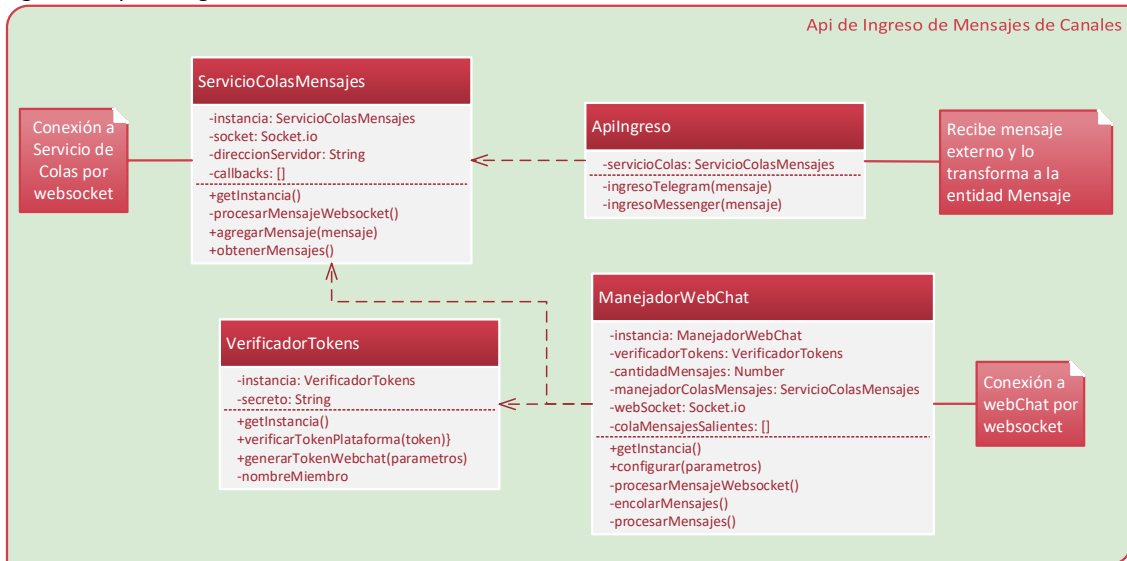 Api de Ingreso de Mensajes de Canales
Conexión a
Servicio de
Colas por
websocket
ServicioColasMensajes
-instancia: ServicioColasMensajes
-socket: Socket.io
-direccionServidor: String
-callbacks: []
+getInstancia()
-procesarMensajeWebsocket()
+agregarMensaje(mensaje)
+obtenerMensajes()
ApiIngreso
-servicioColas: ServicioColasMensajes
-ingresoTelegram(mensaje)
-ingresoMessenger(mensaje)
Recibe mensaje
externo y lo
transforma a la
entidad Mensaje
VerificadorTokens
-instancia: VerificadorTokens
-secreto: String
+getInstancia()
+verificarTokenPlataforma(token)}
+generarTokenWebchat(parametros)
-nombreMiembro
ManejadorWebChat
-instancia: ManejadorWebChat
-verificadorTokens: VerificadorTokens
-cantidadMensajes: Number
-manejadorColasMensajes: ServicioColasMensajes
-webSocket: Socket.io
-colaMensajesSalientes: []
+getInstancia()
+configurar(parametros)
-procesarMensajeWebsocket()
-encolarMensajes()
-procesarMensajes()
Conexión a
webChat por
websocket